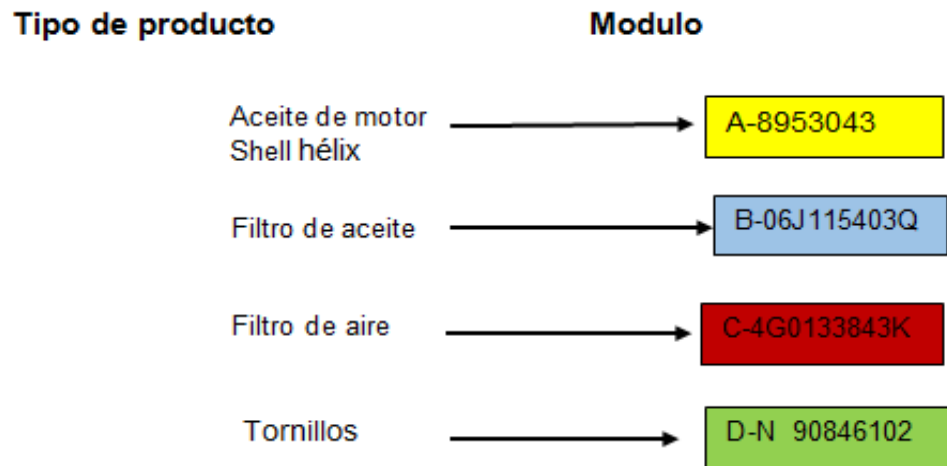 Tipo de producto Modulo
Aceite de motor A-8953043
Shell hélix
Filtro de aceite B-06J115403Q
Filtro de aire C-4G0133843K
Tornillos D-N 90846102